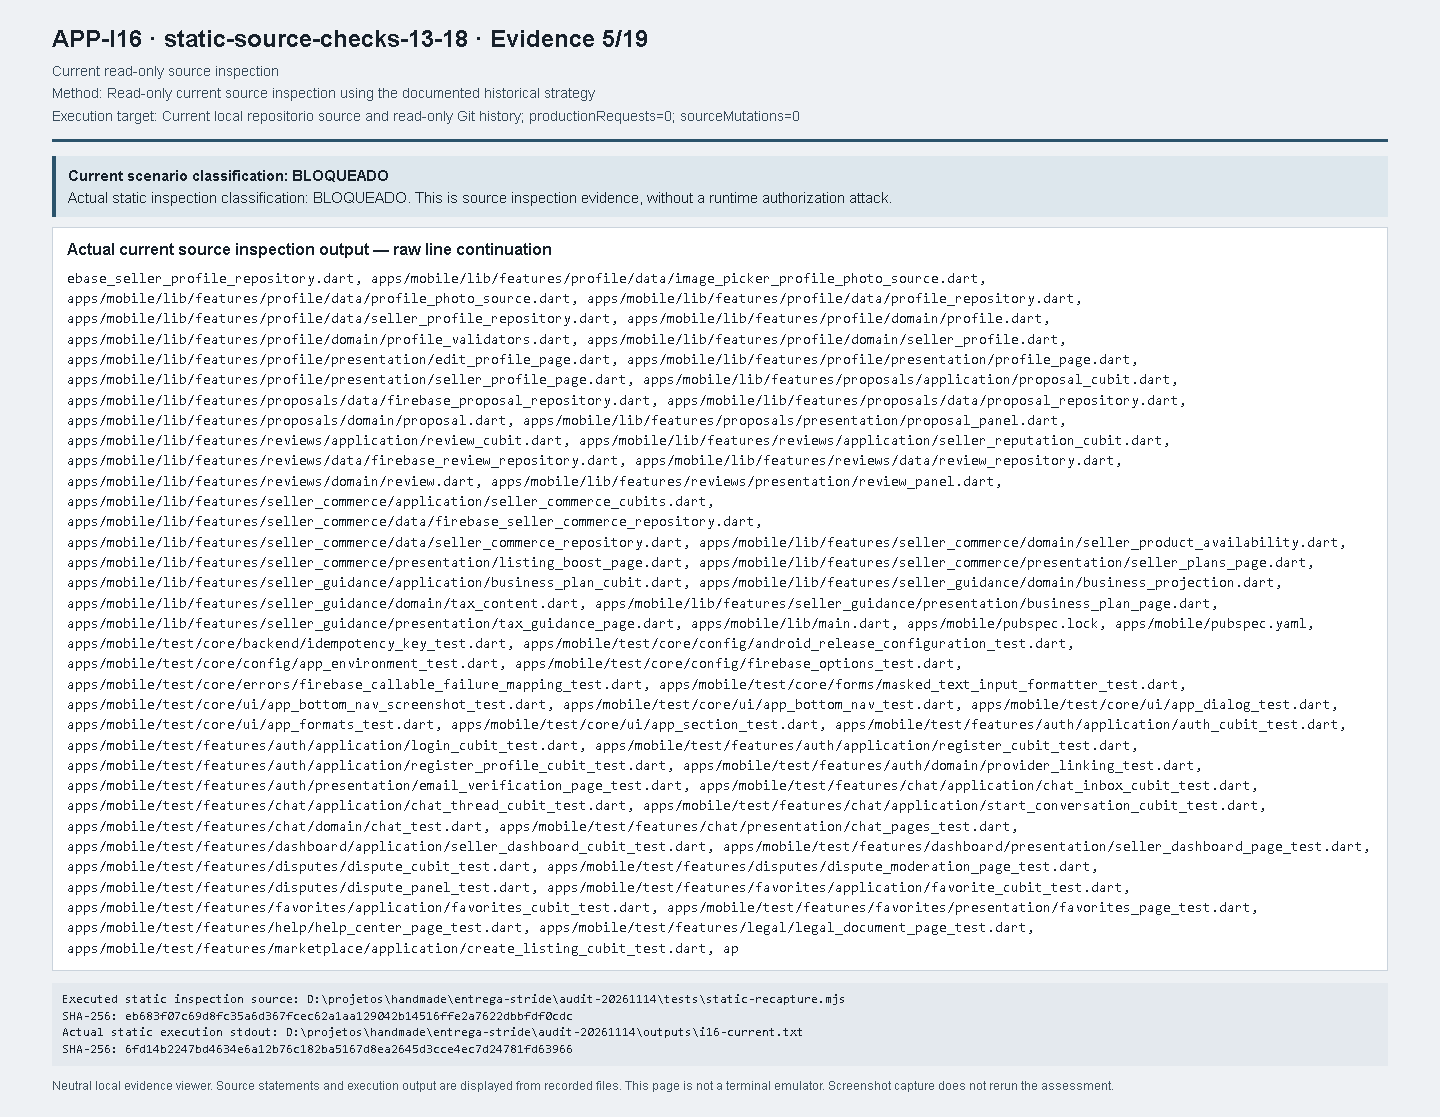 APP-I16 · static-source-checks-13-18 · Evidence 5/19
Current read-only source inspection
Method: Read-only current source inspection using the documented historical strategy
Execution target: Current local repositorio source and read-only Git history; productionRequests=0; sourceMutations=0
Current scenario classification: BLOQUEADO
Actual static inspection classification: BLOQUEADO. This is source inspection evidence, without a runtime authorization attack.
Actual current source inspection output — raw line continuation
ebase_seller_profile_repository.dart, apps/mobile/lib/features/profile/data/image_picker_profile_photo_source.dart,
apps/mobile/lib/features/profile/data/profile_photo_source.dart, apps/mobile/lib/features/profile/data/profile_repository.dart,
apps/mobile/lib/features/profile/data/seller_profile_repository.dart, apps/mobile/lib/features/profile/domain/profile.dart,
apps/mobile/lib/features/profile/domain/profile_validators.dart, apps/mobile/lib/features/profile/domain/seller_profile.dart,
apps/mobile/lib/features/profile/presentation/edit_profile_page.dart, apps/mobile/lib/features/profile/presentation/profile_page.dart,
apps/mobile/lib/features/profile/presentation/seller_profile_page.dart, apps/mobile/lib/features/proposals/application/proposal_cubit.dart,
apps/mobile/lib/features/proposals/data/firebase_proposal_repository.dart, apps/mobile/lib/features/proposals/data/proposal_repository.dart,
apps/mobile/lib/features/proposals/domain/proposal.dart, apps/mobile/lib/features/proposals/presentation/proposal_panel.dart,
apps/mobile/lib/features/reviews/application/review_cubit.dart, apps/mobile/lib/features/reviews/application/seller_reputation_cubit.dart,
apps/mobile/lib/features/reviews/data/firebase_review_repository.dart, apps/mobile/lib/features/reviews/data/review_repository.dart,
apps/mobile/lib/features/reviews/domain/review.dart, apps/mobile/lib/features/reviews/presentation/review_panel.dart,
apps/mobile/lib/features/seller_commerce/application/seller_commerce_cubits.dart,
apps/mobile/lib/features/seller_commerce/data/firebase_seller_commerce_repository.dart,
apps/mobile/lib/features/seller_commerce/data/seller_commerce_repository.dart, apps/mobile/lib/features/seller_commerce/domain/seller_product_availability.dart,
apps/mobile/lib/features/seller_commerce/presentation/listing_boost_page.dart, apps/mobile/lib/features/seller_commerce/presentation/seller_plans_page.dart,
apps/mobile/lib/features/seller_guidance/application/business_plan_cubit.dart, apps/mobile/lib/features/seller_guidance/domain/business_projection.dart,
apps/mobile/lib/features/seller_guidance/domain/tax_content.dart, apps/mobile/lib/features/seller_guidance/presentation/business_plan_page.dart,
apps/mobile/lib/features/seller_guidance/presentation/tax_guidance_page.dart, apps/mobile/lib/main.dart, apps/mobile/pubspec.lock, apps/mobile/pubspec.yaml,
apps/mobile/test/core/backend/idempotency_key_test.dart, apps/mobile/test/core/config/android_release_configuration_test.dart,
apps/mobile/test/core/config/app_environment_test.dart, apps/mobile/test/core/config/firebase_options_test.dart,
apps/mobile/test/core/errors/firebase_callable_failure_mapping_test.dart, apps/mobile/test/core/forms/masked_text_input_formatter_test.dart,
apps/mobile/test/core/ui/app_bottom_nav_screenshot_test.dart, apps/mobile/test/core/ui/app_bottom_nav_test.dart, apps/mobile/test/core/ui/app_dialog_test.dart,
apps/mobile/test/core/ui/app_formats_test.dart, apps/mobile/test/core/ui/app_section_test.dart, apps/mobile/test/features/auth/application/auth_cubit_test.dart,
apps/mobile/test/features/auth/application/login_cubit_test.dart, apps/mobile/test/features/auth/application/register_cubit_test.dart,
apps/mobile/test/features/auth/application/register_profile_cubit_test.dart, apps/mobile/test/features/auth/domain/provider_linking_test.dart,
apps/mobile/test/features/auth/presentation/email_verification_page_test.dart, apps/mobile/test/features/chat/application/chat_inbox_cubit_test.dart,
apps/mobile/test/features/chat/application/chat_thread_cubit_test.dart, apps/mobile/test/features/chat/application/start_conversation_cubit_test.dart,
apps/mobile/test/features/chat/domain/chat_test.dart, apps/mobile/test/features/chat/presentation/chat_pages_test.dart,
apps/mobile/test/features/dashboard/application/seller_dashboard_cubit_test.dart, apps/mobile/test/features/dashboard/presentation/seller_dashboard_page_test.dart,
apps/mobile/test/features/disputes/dispute_cubit_test.dart, apps/mobile/test/features/disputes/dispute_moderation_page_test.dart,
apps/mobile/test/features/disputes/dispute_panel_test.dart, apps/mobile/test/features/favorites/application/favorite_cubit_test.dart,
apps/mobile/test/features/favorites/application/favorites_cubit_test.dart, apps/mobile/test/features/favorites/presentation/favorites_page_test.dart,
apps/mobile/test/features/help/help_center_page_test.dart, apps/mobile/test/features/legal/legal_document_page_test.dart,
apps/mobile/test/features/marketplace/application/create_listing_cubit_test.dart, ap
Executed static inspection source: D:\projetos\handmade\entrega-stride\audit-20261114\tests\static-recapture.mjs
SHA-256: eb683f07c69d8fc35a6d367fcec62a1aa129042b14516ffe2a7622dbbfdf0cdc
Actual static execution stdout: D:\projetos\handmade\entrega-stride\audit-20261114\outputs\i16-current.txt
SHA-256: 6fd14b2247bd4634e6a12b76c182ba5167d8ea2645d3cce4ec7d24781fd63966
Neutral local evidence viewer. Source statements and execution output are displayed from recorded files. This page is not a terminal emulator. Screenshot capture does not rerun the assessment.